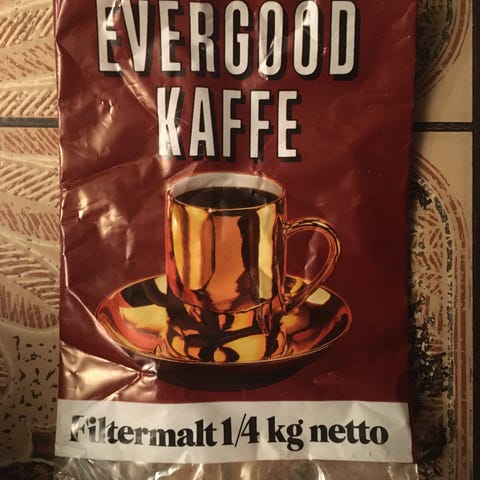 EVERGOOD
KAFFE
Filtermalt 1/4 kg netto